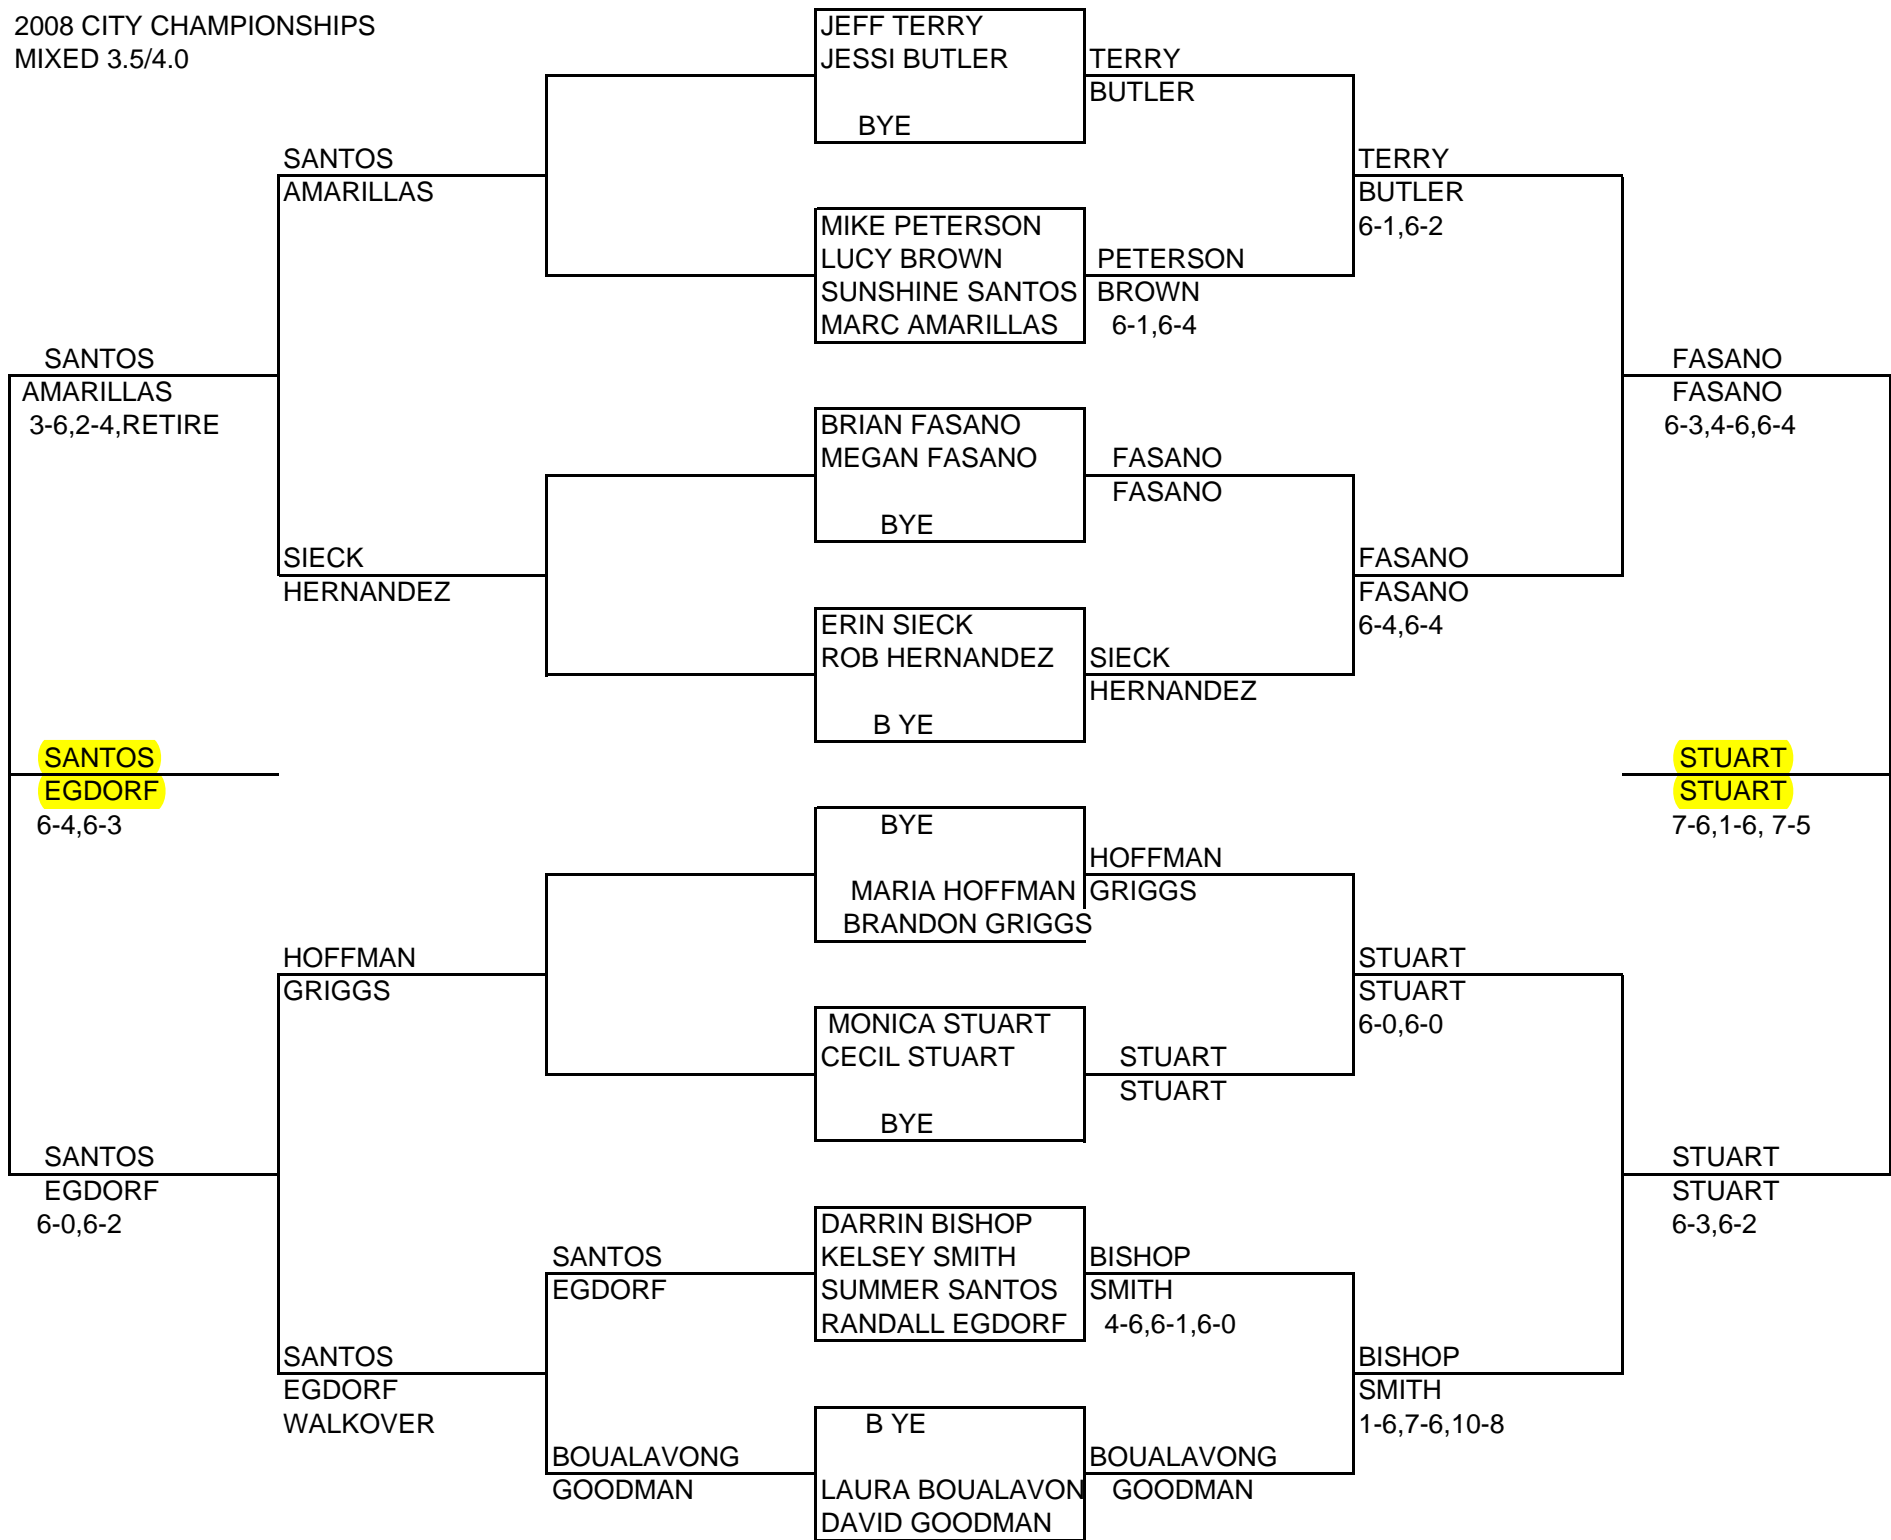 2008 CITY CHAMPIONSHIPS
MIXED 3.5/4.0
JEFF TERRY
JESSI BUTLER
BYE
TERRY
BUTLER
SANTOS
AMARILLAS
TERRY
BUTLER
6-1,6-2
MIKE PETERSON
LUCY BROWN
SUNSHINE SANTOS
MARC AMARILLAS
PETERSON
BROWN
6-1,6-4
SANTOS
AMARILLAS
3-6,2-4,RETIRE
FASANO
FASANO
6-3,4-6,6-4
BRIAN FASANO
MEGAN FASANO
BYE
FASANO
FASANO
SIECK
HERNANDEZ
FASANO
FASANO
6-4,6-4
ERIN SIECK
ROB HERNANDEZ
B YE
SIECK
HERNANDEZ
SANTOS
EGDORF
6-4,6-3
STUART
STUART
7-6,1-6, 7-5
BYE
MARIA HOFFMAN
BRANDON GRIGGS
HOFFMAN
GRIGGS
HOFFMAN
GRIGGS
STUART
STUART
6-0,6-0
MONICA STUART
CECIL STUART
BYE
STUART
STUART
SANTOS
EGDORF
6-0,6-2
STUART
STUART
6-3,6-2
SANTOS
EGDORF
DARRIN BISHOP
KELSEY SMITH
SUMMER SANTOS
RANDALL EGDORF
BISHOP
SMITH
4-6,6-1,6-0
SANTOS
EGDORF
WALKOVER
BISHOP
SMITH
1-6,7-6,10-8
BOUALAVONG
GOODMAN
B YE
LAURA BOUALAVON
DAVID GOODMAN
BOUALAVONG
GOODMAN